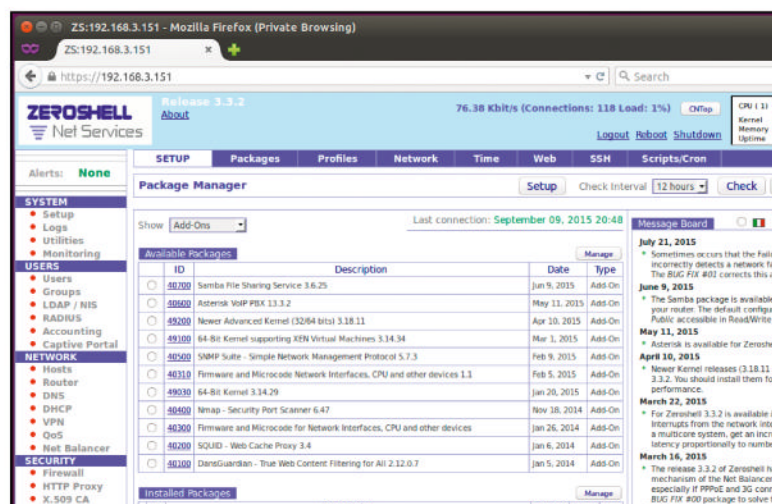 ZS:192.168.3.151 - Mozilla Firefox (Private Browsing)
ZS:192.168.3.151
https://192.168.3.151
Search
ZEROSHELL
Net Services
Release 3.3.2
About
76.38 Kbit/s (Connections: 118 Load: 1%)
CNTop
CPU (1)
Kernel
Memory
Uptime
Logout Reboot Shutdown
Alerts: None
SETUP Packages Profiles Network Time Web SSH Scripts/Cron
Package Manager
Setup Check Interval 12 hours Check
SYSTEM
Setup
Logs
Utilities
Monitoring
USERS
Users
Groups
LDAP / NIS
RADIUS
Accounting
Captive Portal
NETWORK
Hosts
Router
DNS
DHCP
VPN
QoS
Net Balancer
SECURITY
Firewall
HTTP Proxy
X.509 CA
Show Add-Ons
Last connection: September 09, 2015 20:48
Available Packages Manage
ID Description Date Type
40700 Samba File Sharing Service 3.6.25 Jun 9, 2015 Add-On
40600 Asterisk VoIP PBX 13.3.2 May 11, 2015 Add-On
49200 Newer Advanced Kernel (32/64 bits) 3.18.11 Apr 10, 2015 Add-On
49100 64-Bit Kernel supporting XEN Virtual Machines 3.14.34 Mar 1, 2015 Add-On
40500 SNMP Suite - Simple Network Management Protocol 5.7.3 Feb 9, 2015 Add-On
40310 Firmware and Microcode Network Interfaces, CPU and other devices 1.1 Feb 5, 2015 Add-On
49030 64-Bit Kernel 3.14.29 Jan 20, 2015 Add-On
40400 Nmap - Security Port Scanner 6.47 Nov 18, 2014 Add-On
40300 Firmware and Microcode for Network Interfaces, CPU and other devices Jan 26, 2014 Add-On
40200 SQUID - Web Cache Proxy 3.4 Jan 6, 2014 Add-On
40100 DansGuardian - True Web Content Filtering for All 2.12.0.7 Jan 5, 2014 Add-On
Installed Packages Manage
Message Board
July 21, 2015
Sometimes occurs that the
incorrectly detects a network
The BUG FIX #01 corrects this
June 9, 2015
The Samba package is available
your router. The default
Public accessible in Read/Write
May 11, 2015
Asterisk is available for
April 10, 2015
Newer Kernel releases (3.18.11
3.3.2. You should install them
performance.
March 22, 2015
For Zeroshell 3.3.2 is available
Interrupts from the network
a multicore system, get an
latency proportionally to
March 16, 2015
The release 3.3.2 of Zeroshell
mechanism of the Net Balancer
especially if PPPoE and 3G
BUG FIX #00 package to solve